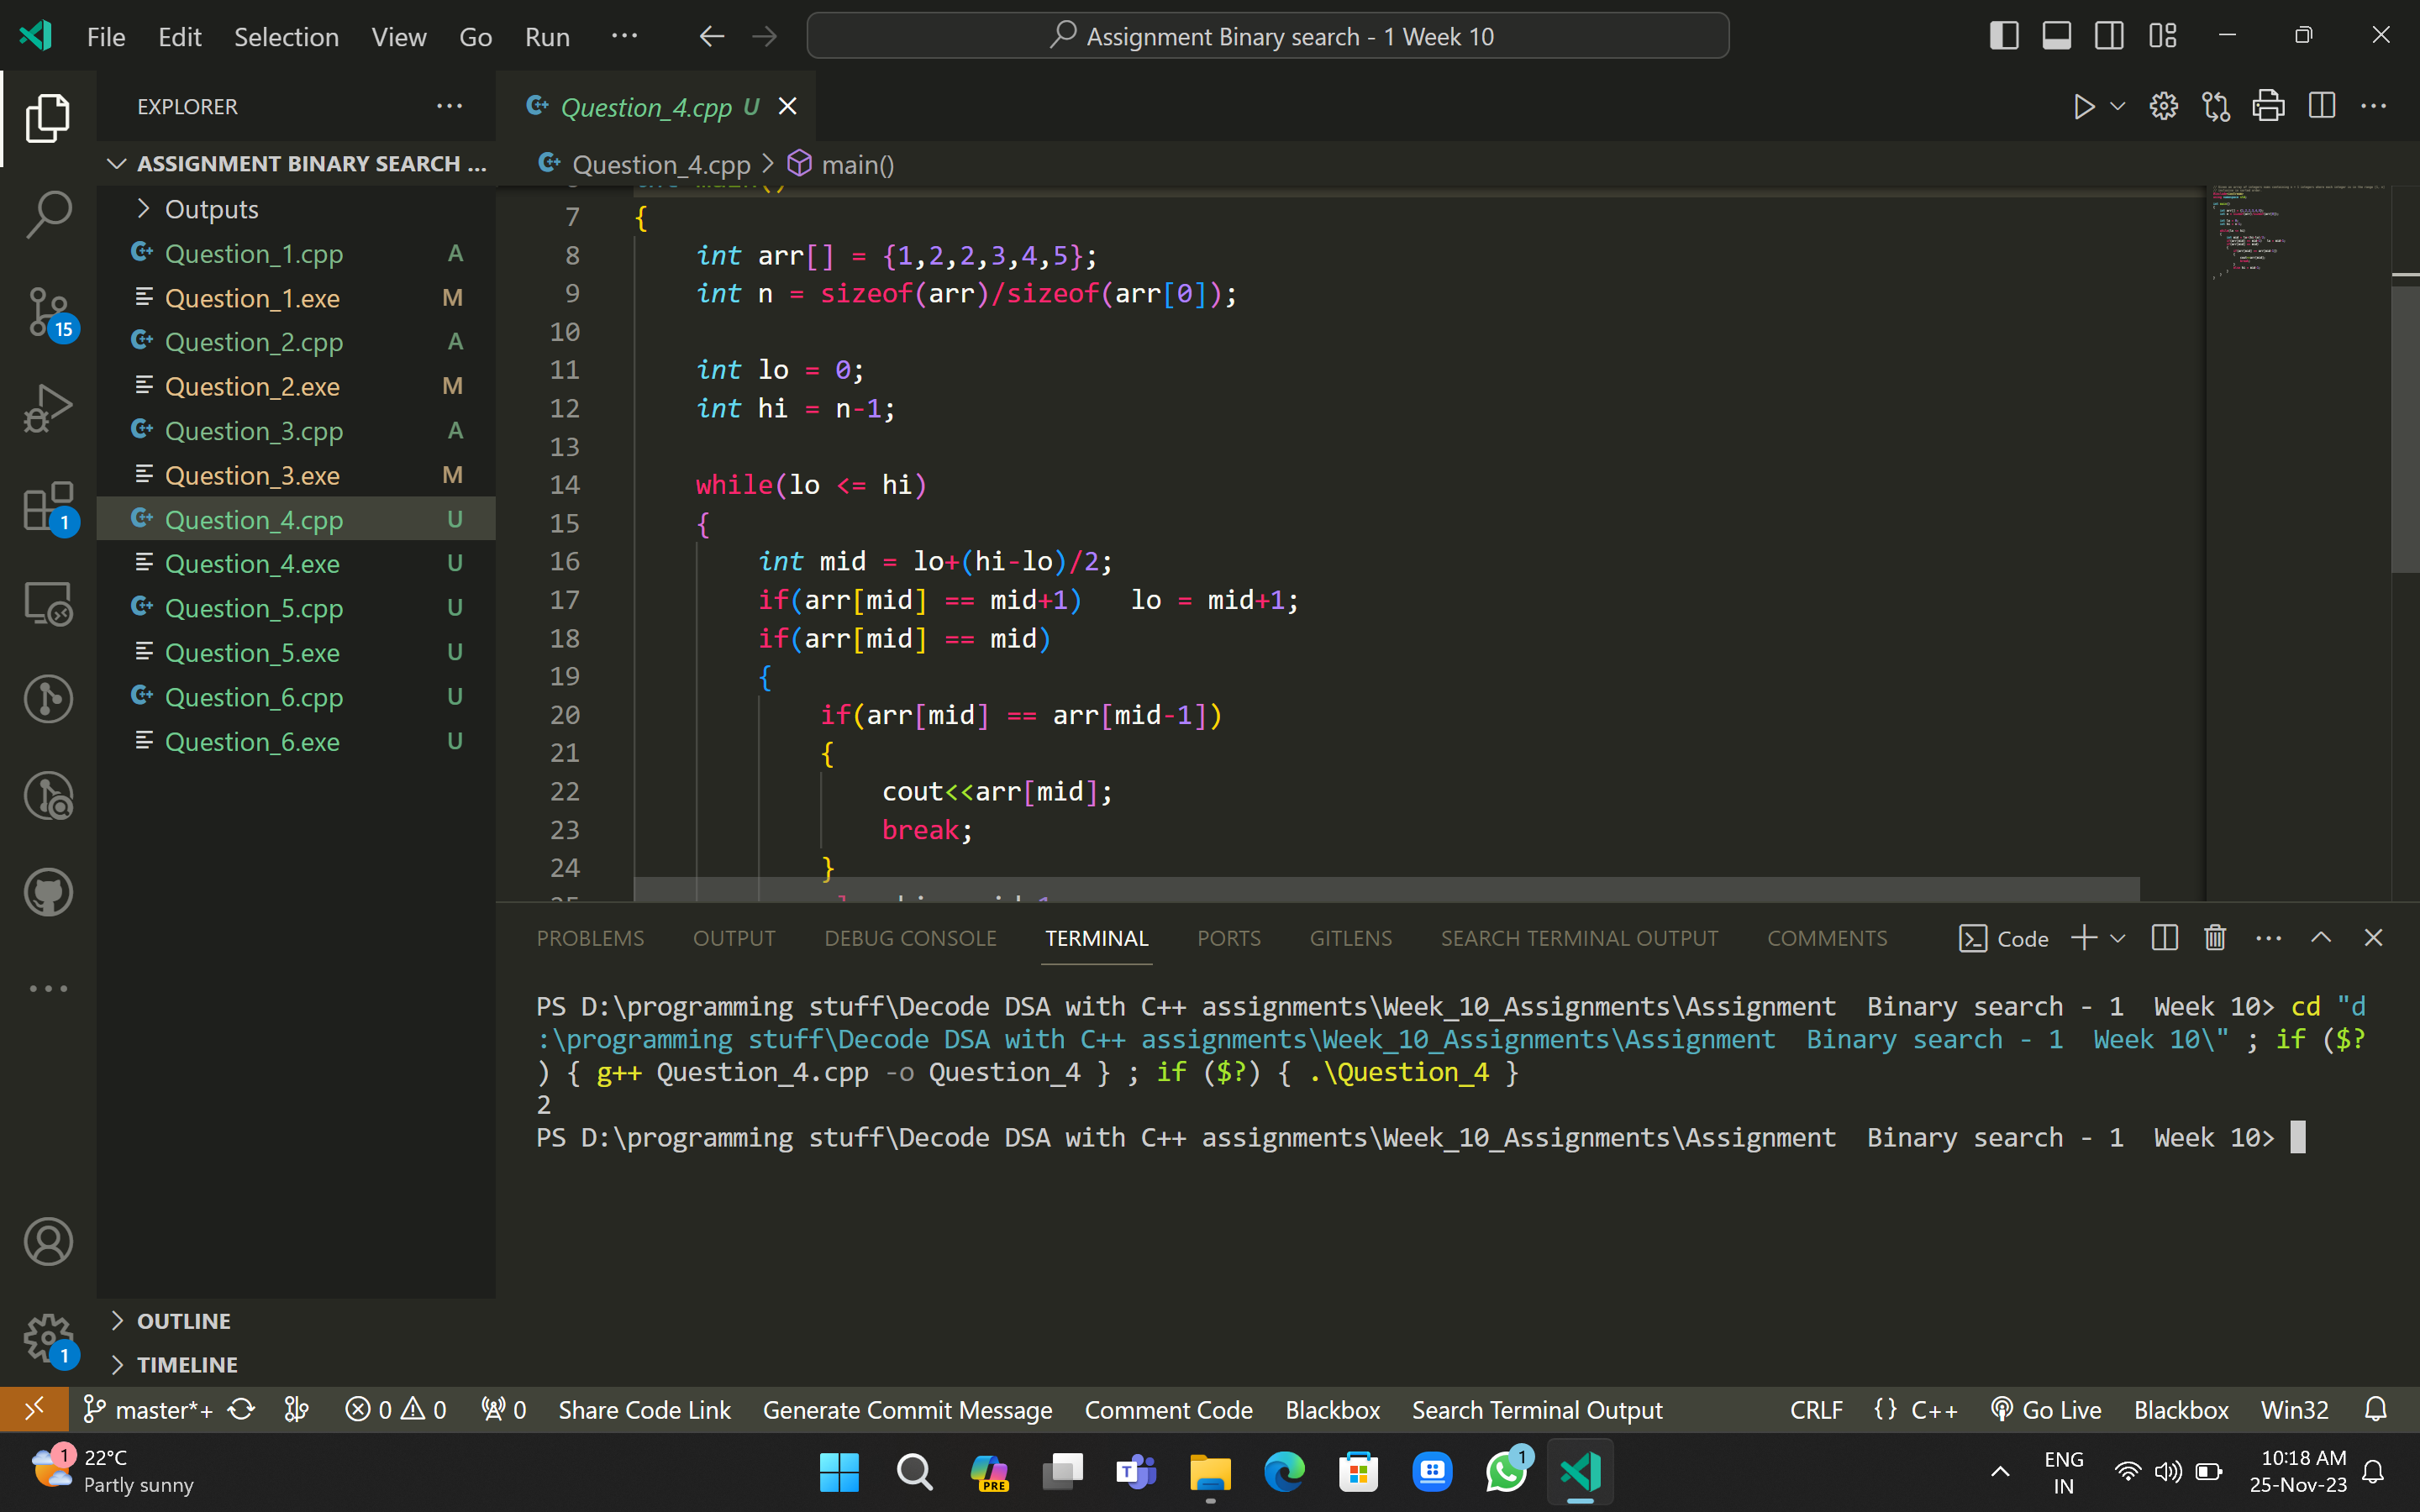 File Edit Selection View Go Run ··· Assignment Binary search - 1 Week 10
EXPLORER
Question_4.cpp U
ASSIGNMENT BINARY SEARCH ...
Question_4.cpp > main()
Outputs
Question_1.cpp A
Question_1.exe M
Question_2.cpp A
Question_2.exe M
Question_3.cpp A
Question_3.exe M
Question_4.cpp U
Question_4.exe U
Question_5.cpp U
Question_5.exe U
Question_6.cpp U
Question_6.exe U
15
1
1
OUTLINE
TIMELINE
7 {
8 int arr[] = {1,2,2,3,4,5};
9 int n = sizeof(arr)/sizeof(arr[0]);
10
11 int lo = 0;
12 int hi = n-1;
13
14 while(lo <= hi)
15 {
16 int mid = lo+(hi-lo)/2;
17 if(arr[mid] == mid+1) lo = mid+1;
18 if(arr[mid] == mid)
19 {
20 if(arr[mid] == arr[mid-1])
21 {
22 cout<<arr[mid];
23 break;
24 }
PROBLEMS OUTPUT DEBUG CONSOLE TERMINAL PORTS GITLENS SEARCH TERMINAL OUTPUT COMMENTS Code
PS D:\programming stuff\Decode DSA with C++ assignments\Week_10_Assignments\Assignment  Binary search - 1  Week 10> cd "d
:\programming stuff\Decode DSA with C++ assignments\Week_10_Assignments\Assignment  Binary search - 1  Week 10\" ; if ($?
) { g++ Question_4.cpp -o Question_4 } ; if ($?) { .\Question_4 }
2
PS D:\programming stuff\Decode DSA with C++ assignments\Week_10_Assignments\Assignment  Binary search - 1  Week 10>
master*+ 0 0 0 Share Code Link Generate Commit Message Comment Code Blackbox Search Terminal Output CRLF {} C++ Go Live Blackbox Win32
1
22°C
Partly sunny
PRE
T
1
ENG
IN
10:18 AM
25-Nov-23